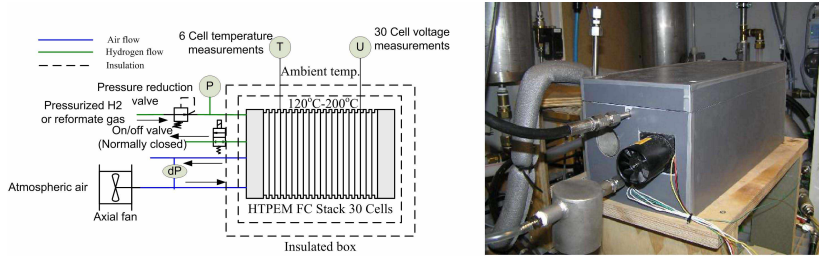 Air flow
Hydrogen flow
Insulation
6 Cell temperature
measurements
T
U
30 Cell voltage
measurements
Ambient temp.
Pressure reduction
valve
P
120°C-200°C
Pressurized H2
or reformate gas
On/off valve
(Normally closed)
dP
Atmospheric air
Axial fan
HTPEM FC Stack 30 Cells
Insulated box